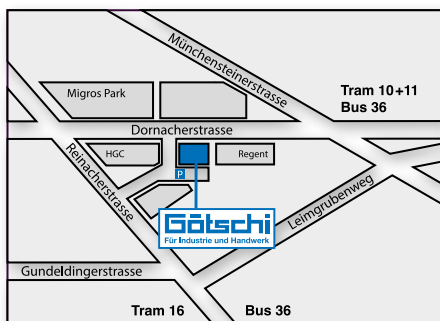 Münchensteinerstrasse
Migros Park
Tram 10+11
Bus 36
Dornacherstrasse
HGC
Regent
P
Reinacherstrasse
Götschi
Für Industrie und Handwerk
Leimgrubenweg
Gundeldingerstrasse
Tram 16
Bus 36